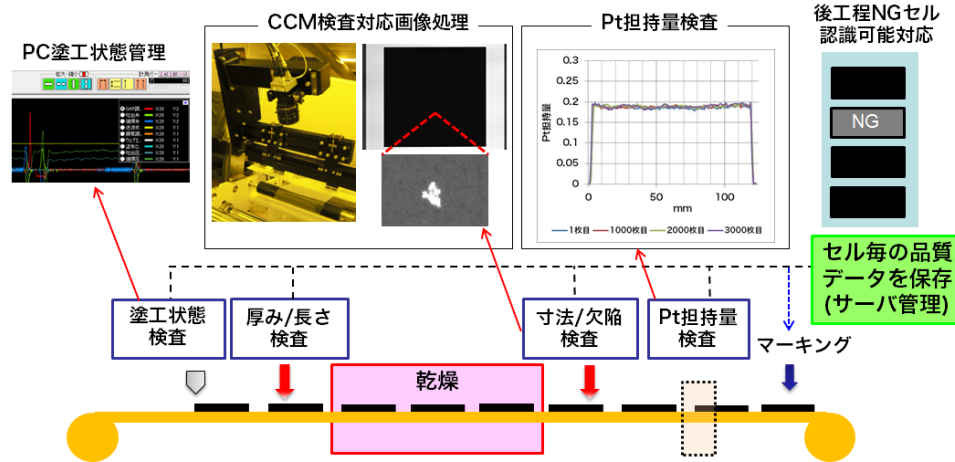 PC塗工状態管理
CCM検査対応画像処理
Pt担持量検査
後工程NGセル
認識可能対応
拡大・縮小
Pt担持量
0.3
0.25
0.2
0.15
0.1
0.05
0
0
50
100
mm
1枚目
1000枚目
2000枚目
3000枚目
NG
セル毎の品質
データを保存
(サーバ管理)
塗工状態
検査
厚み/長さ
検査
寸法/欠陥
検査
Pt担持量
検査
マーキング
乾燥